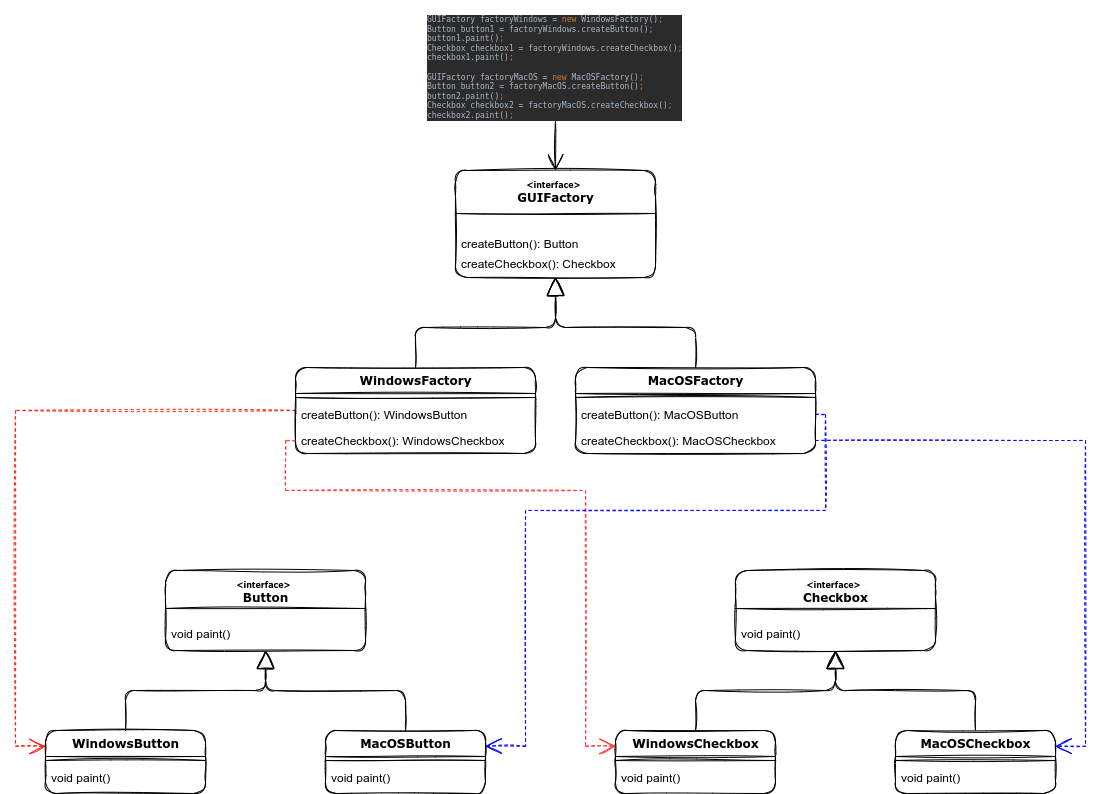 GUIFactory factoryWindows = new WindowsFactory();
Button button1 = factoryWindows.createButton();
button1.paint();
Checkbox checkbox1 = factoryWindows.createCheckbox();
checkbox1.paint();
GUIFactory factoryMacOS = new MacOSFactory();
Button button2 = factoryMacOS.createButton();
button2.paint();
Checkbox checkbox2 = factoryMacOS.createCheckbox();
checkbox2.paint();
<interface>
GUIFactory
createButton(): Button
createCheckbox(): Checkbox
WindowsFactory
createButton(): WindowsButton
createCheckbox(): WindowsCheckbox
MacOSFactory
createButton(): MacOSButton
createCheckbox(): MacOSCheckbox
<interface>
Button
void paint()
<interface>
Checkbox
void paint()
WindowsButton
void paint()
MacOSButton
void paint()
WindowsCheckbox
void paint()
MacOSCheckbox
void paint()